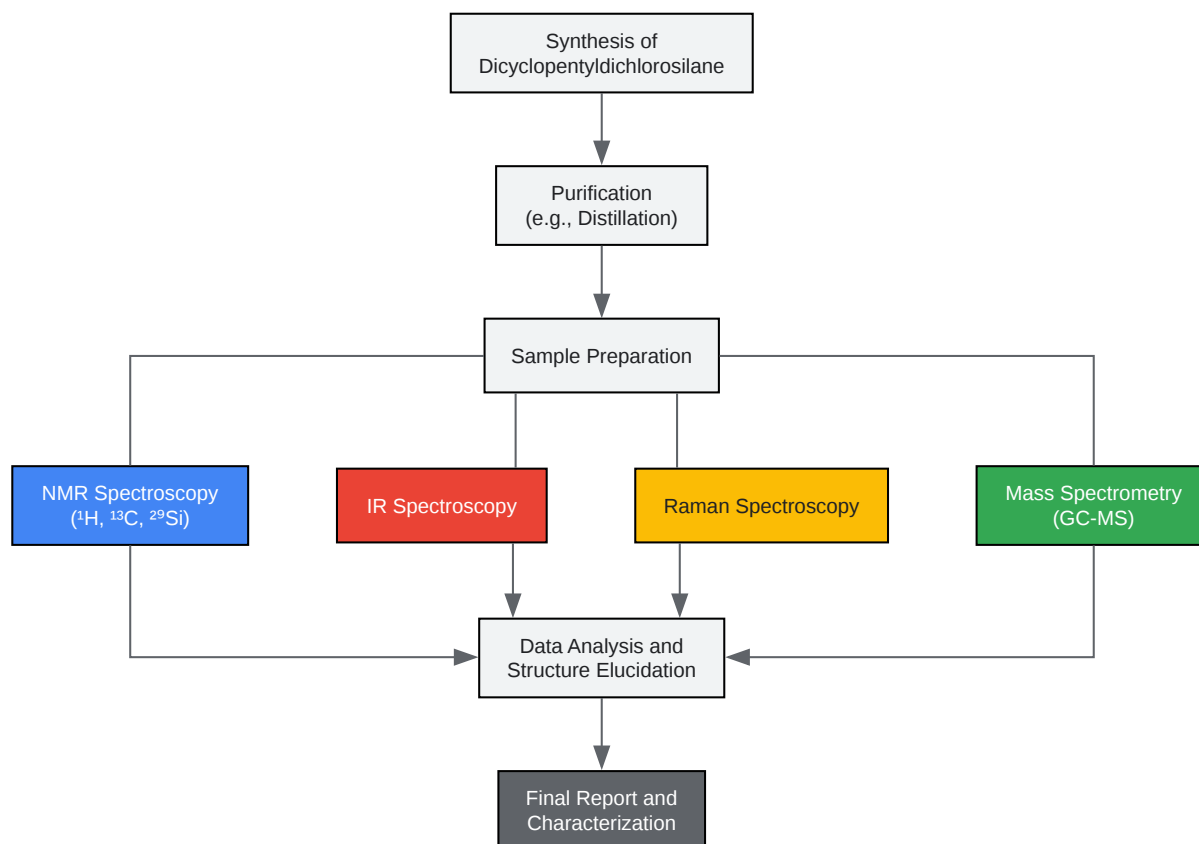 Synthesis of
Dicyclopentyldichlorosilane
Purification
(e.g., Distillation)
Sample Preparation
NMR Spectroscopy
(¹H, ¹³C, ²⁹Si)
IR Spectroscopy
Raman Spectroscopy
Mass Spectrometry
(GC-MS)
Data Analysis and
Structure Elucidation
Final Report and
Characterization